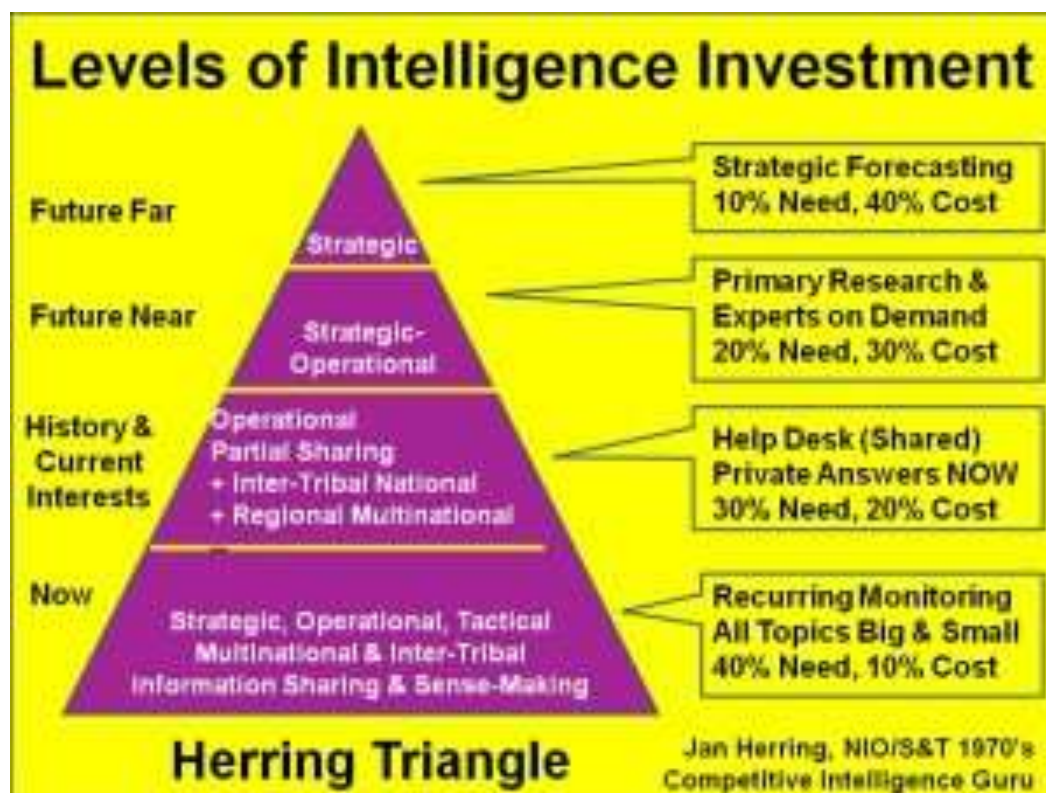 Levels of Intelligence Investment
Future Far
Strategic
Strategic Forecasting
10% Need, 40% Cost
Future Near
Strategic-
Operational
Primary Research &
Experts on Demand
20% Need, 30% Cost
History &
Current
Interests
Operational
Partial Sharing
+ Inter-Tribal National
+ Regional Multinational
Help Desk (Shared)
Private Answers NOW
30% Need, 20% Cost
Now
Strategic, Operational, Tactical
Multinational & Inter-Tribal
Information Sharing & Sense-Making
Recurring Monitoring
All Topics Big & Small
40% Need, 10% Cost
Herring Triangle
Jan Herring, NIO/S&T 1970's
Competitive Intelligence Guru